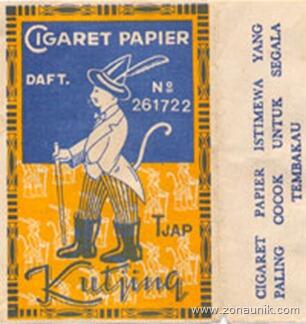 CIGARET PAPIER
DAFT. No
261722
TJAP
Kutjing
CIGARET PAPIER ISTIMEWA YANG
PALING COCOK UNTUK SEGALA
TEMBAKAU
www.zonaunik.com